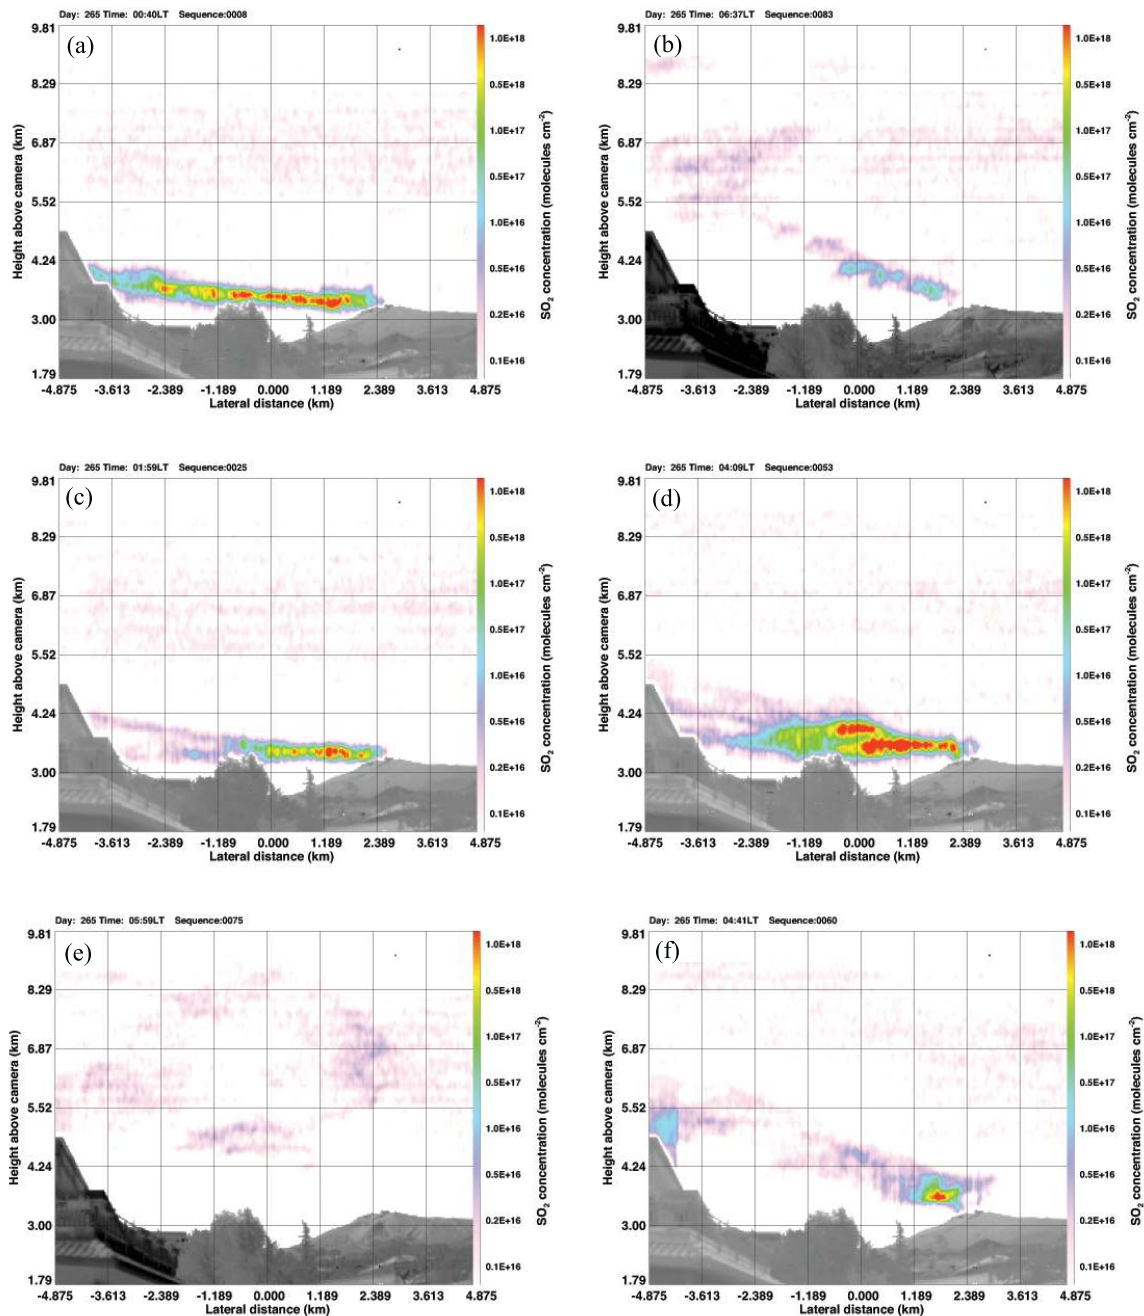 Day: 265 Time: 00:40LT Sequence:0008
(a)
Height above camera (km)
9.81
8.29
6.87
5.52
4.24
3.00
1.79
-4.875 -3.613 -2.389 -1.189 0.000 1.189 2.389 3.613 4.875
Lateral distance (km)
1.0E+18
0.5E+18
1.0E+17
0.5E+17
1.0E+16
0.5E+16
0.2E+16
0.1E+16
SO2 concentration (molecules cm-2)
Day: 265 Time: 06:37LT Sequence:0083
(b)
Height above camera (km)
9.81
8.29
6.87
5.52
4.24
3.00
1.79
-4.875 -3.613 -2.389 -1.189 0.000 1.189 2.389 3.613 4.875
Lateral distance (km)
1.0E+18
0.5E+18
1.0E+17
0.5E+17
1.0E+16
0.5E+16
0.2E+16
0.1E+16
SO2 concentration (molecules cm-2)
Day: 265 Time: 01:59LT Sequence:0025
(c)
Height above camera (km)
9.81
8.29
6.87
5.52
4.24
3.00
1.79
-4.875 -3.613 -2.389 -1.189 0.000 1.189 2.389 3.613 4.875
Lateral distance (km)
1.0E+18
0.5E+18
1.0E+17
0.5E+17
1.0E+16
0.5E+16
0.2E+16
0.1E+16
SO2 concentration (molecules cm-2)
Day: 265 Time: 04:09LT Sequence:0053
(d)
Height above camera (km)
9.81
8.29
6.87
5.52
4.24
3.00
1.79
-4.875 -3.613 -2.389 -1.189 0.000 1.189 2.389 3.613 4.875
Lateral distance (km)
1.0E+18
0.5E+18
1.0E+17
0.5E+17
1.0E+16
0.5E+16
0.2E+16
0.1E+16
SO2 concentration (molecules cm-2)
Day: 265 Time: 05:59LT Sequence:0075
(e)
Height above camera (km)
9.81
8.29
6.87
5.52
4.24
3.00
1.79
-4.875 -3.613 -2.389 -1.189 0.000 1.189 2.389 3.613 4.875
Lateral distance (km)
1.0E+18
0.5E+18
1.0E+17
0.5E+17
1.0E+16
0.5E+16
0.2E+16
0.1E+16
SO2 concentration (molecules cm-2)
Day: 265 Time: 04:41LT Sequence:0060
(f)
Height above camera (km)
9.81
8.29
6.87
5.52
4.24
3.00
1.79
-4.875 -3.613 -2.389 -1.189 0.000 1.189 2.389 3.613 4.875
Lateral distance (km)
1.0E+18
0.5E+18
1.0E+17
0.5E+17
1.0E+16
0.5E+16
0.2E+16
0.1E+16
SO2 concentration (molecules cm-2)